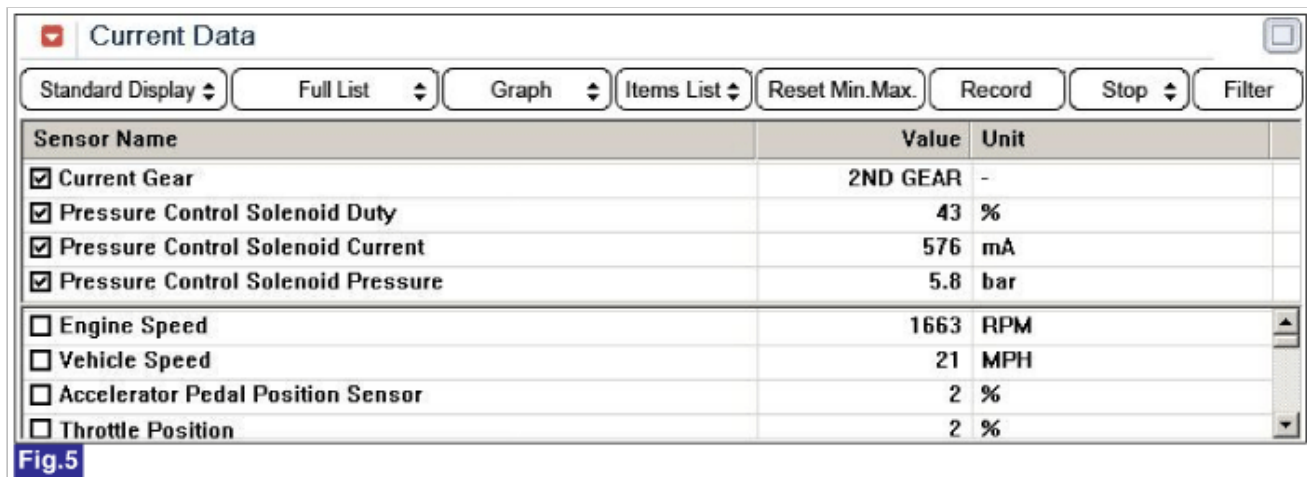 Current Data
Standard Display Full List Graph Items List Reset Min.Max. Record Stop Filter
Sensor Name Value Unit
Current Gear 2ND GEAR -
Pressure Control Solenoid Duty 43 %
Pressure Control Solenoid Current 576 mA
Pressure Control Solenoid Pressure 5.8 bar
Engine Speed 1663 RPM
Vehicle Speed 21 MPH
Accelerator Pedal Position Sensor 2 %
Throttle Position 2 %
Fig.5